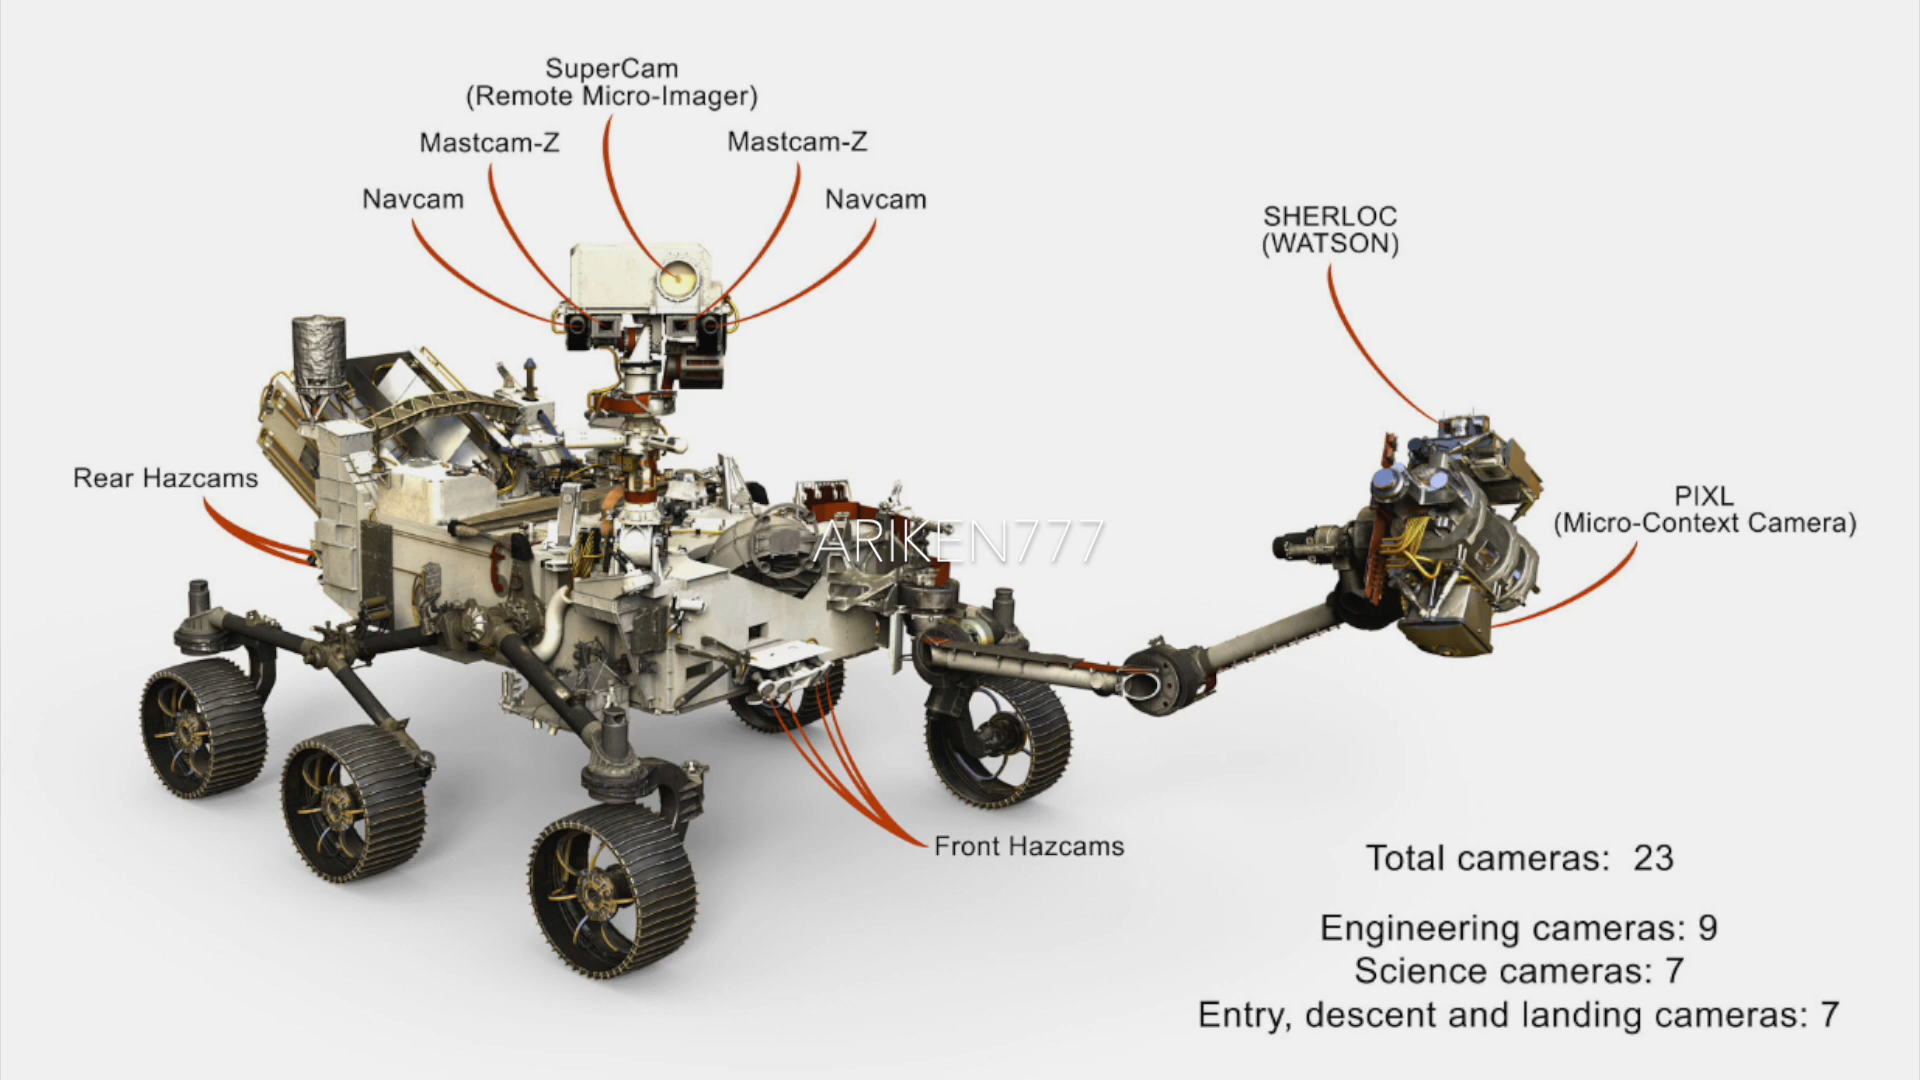 SuperCam
(Remote Micro-Imager)
Mastcam-Z
Mastcam-Z
Navcam
Navcam
SHERLOC
(WATSON)
Rear Hazcams
PIXL
(Micro-Context Camera)
ARIKEN777
Front Hazcams
Total cameras: 23
Engineering cameras: 9
Science cameras: 7
Entry, descent and landing cameras: 7